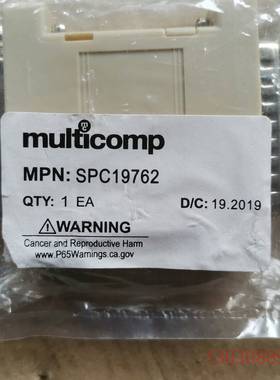 multicomp
MPN: SPC19762
QTY: 1 EA
D/C: 19.2019
⚠WARNING
Cancer and Reproductive Harm
www.P65Warnings.ca.gov